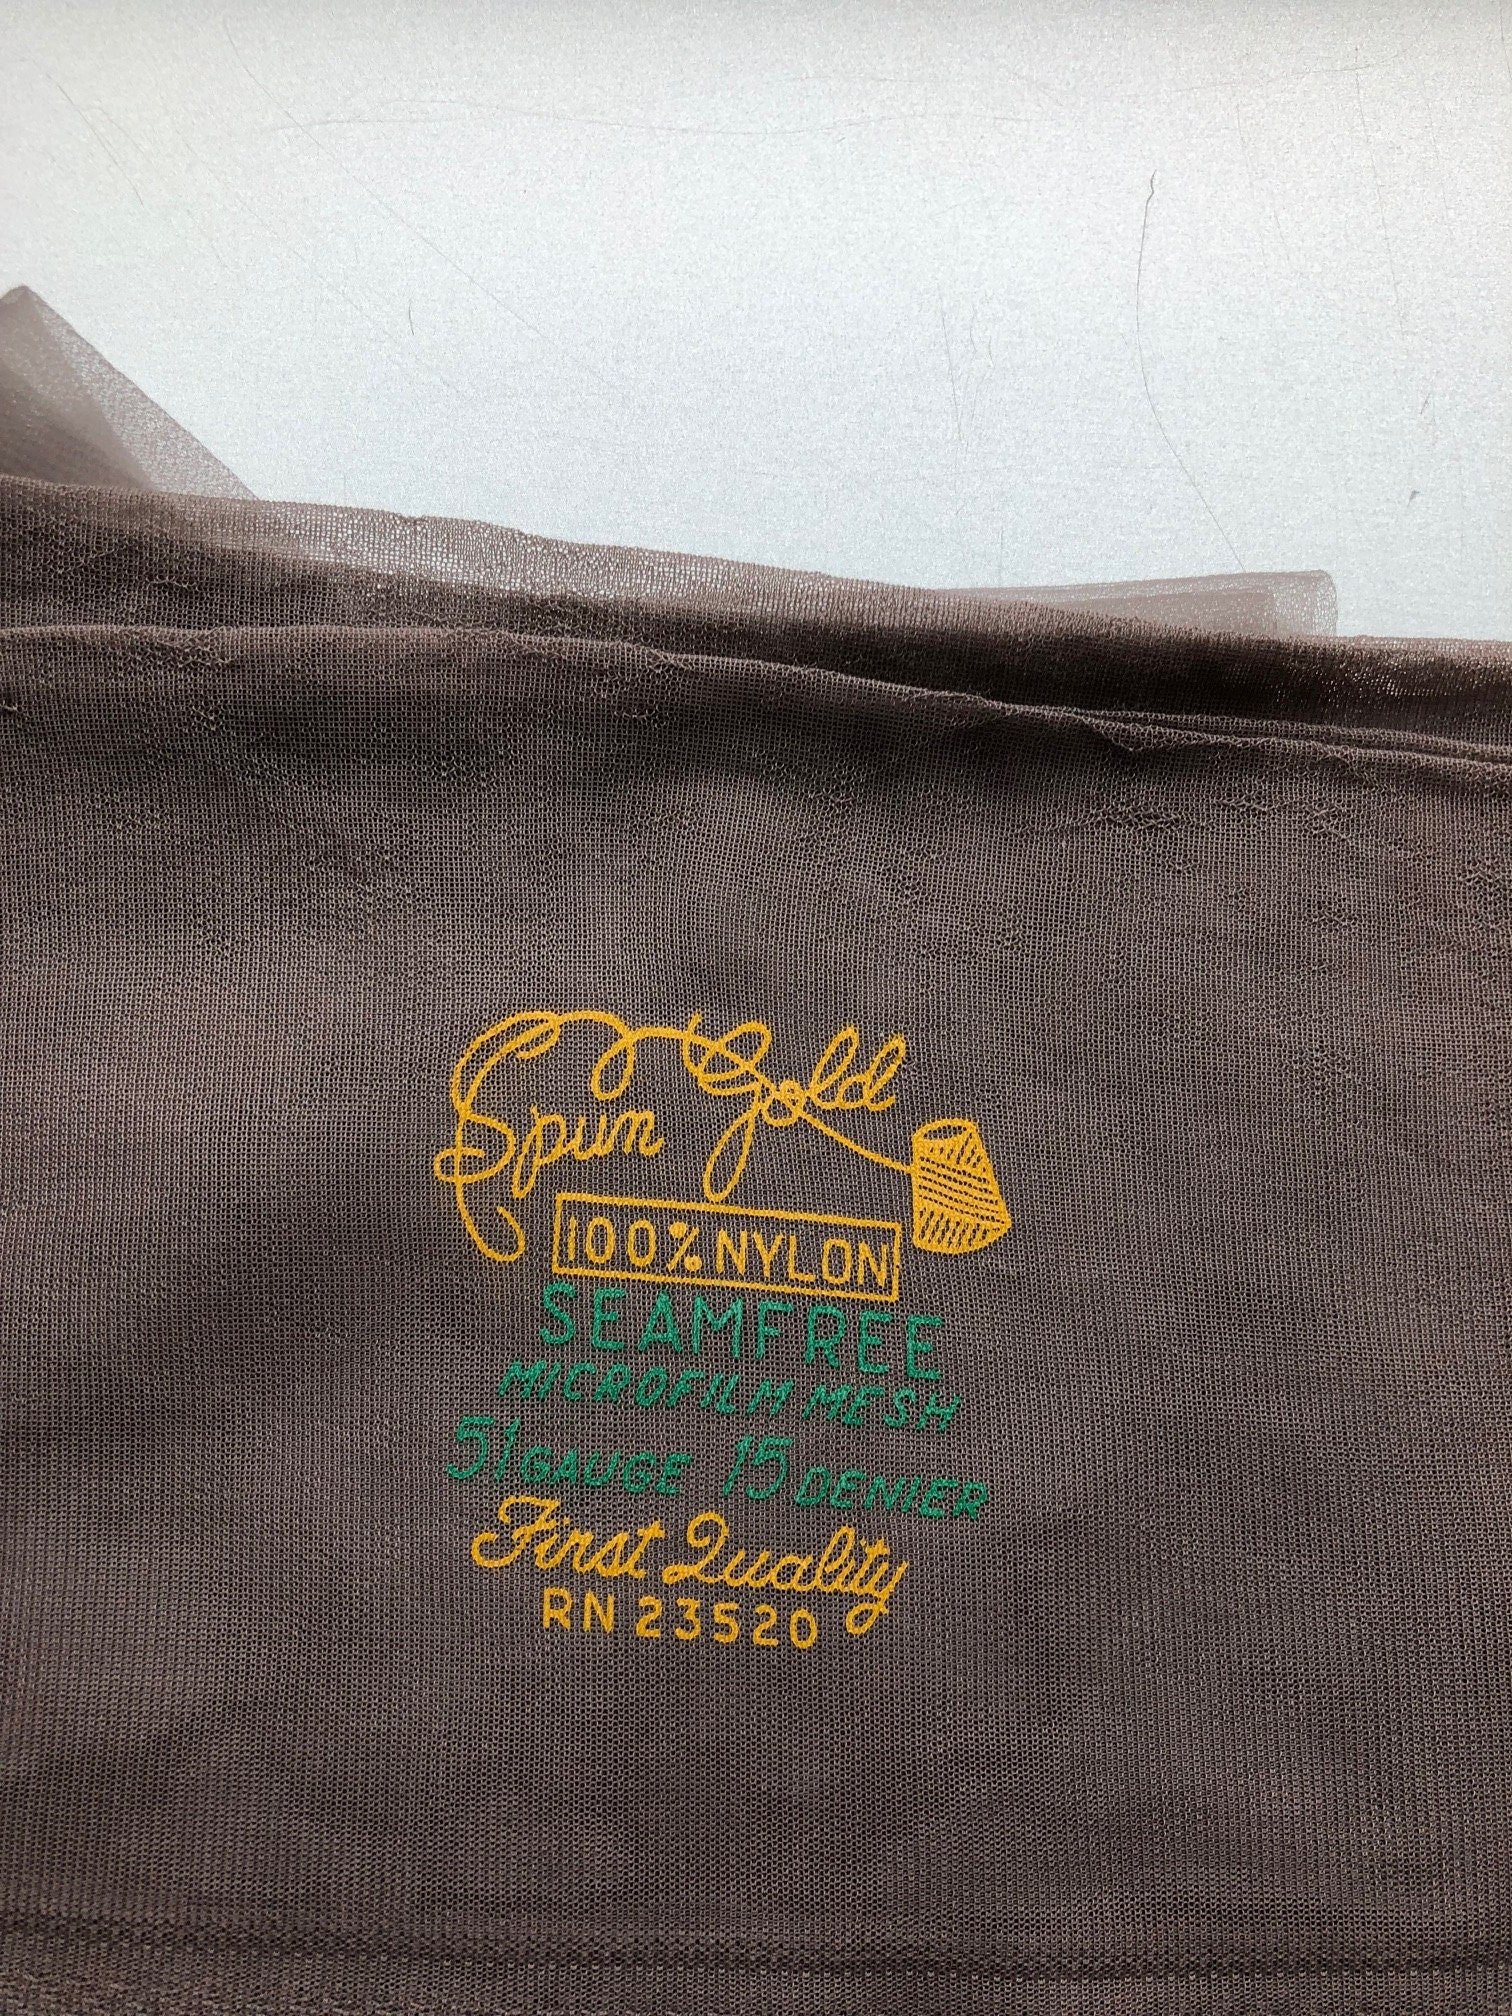 Spun Gold
100% NYLON
SEAMFREE
MICROFILM MESH
51 GAUGE 15 DENIER
First Quality
RN 23520